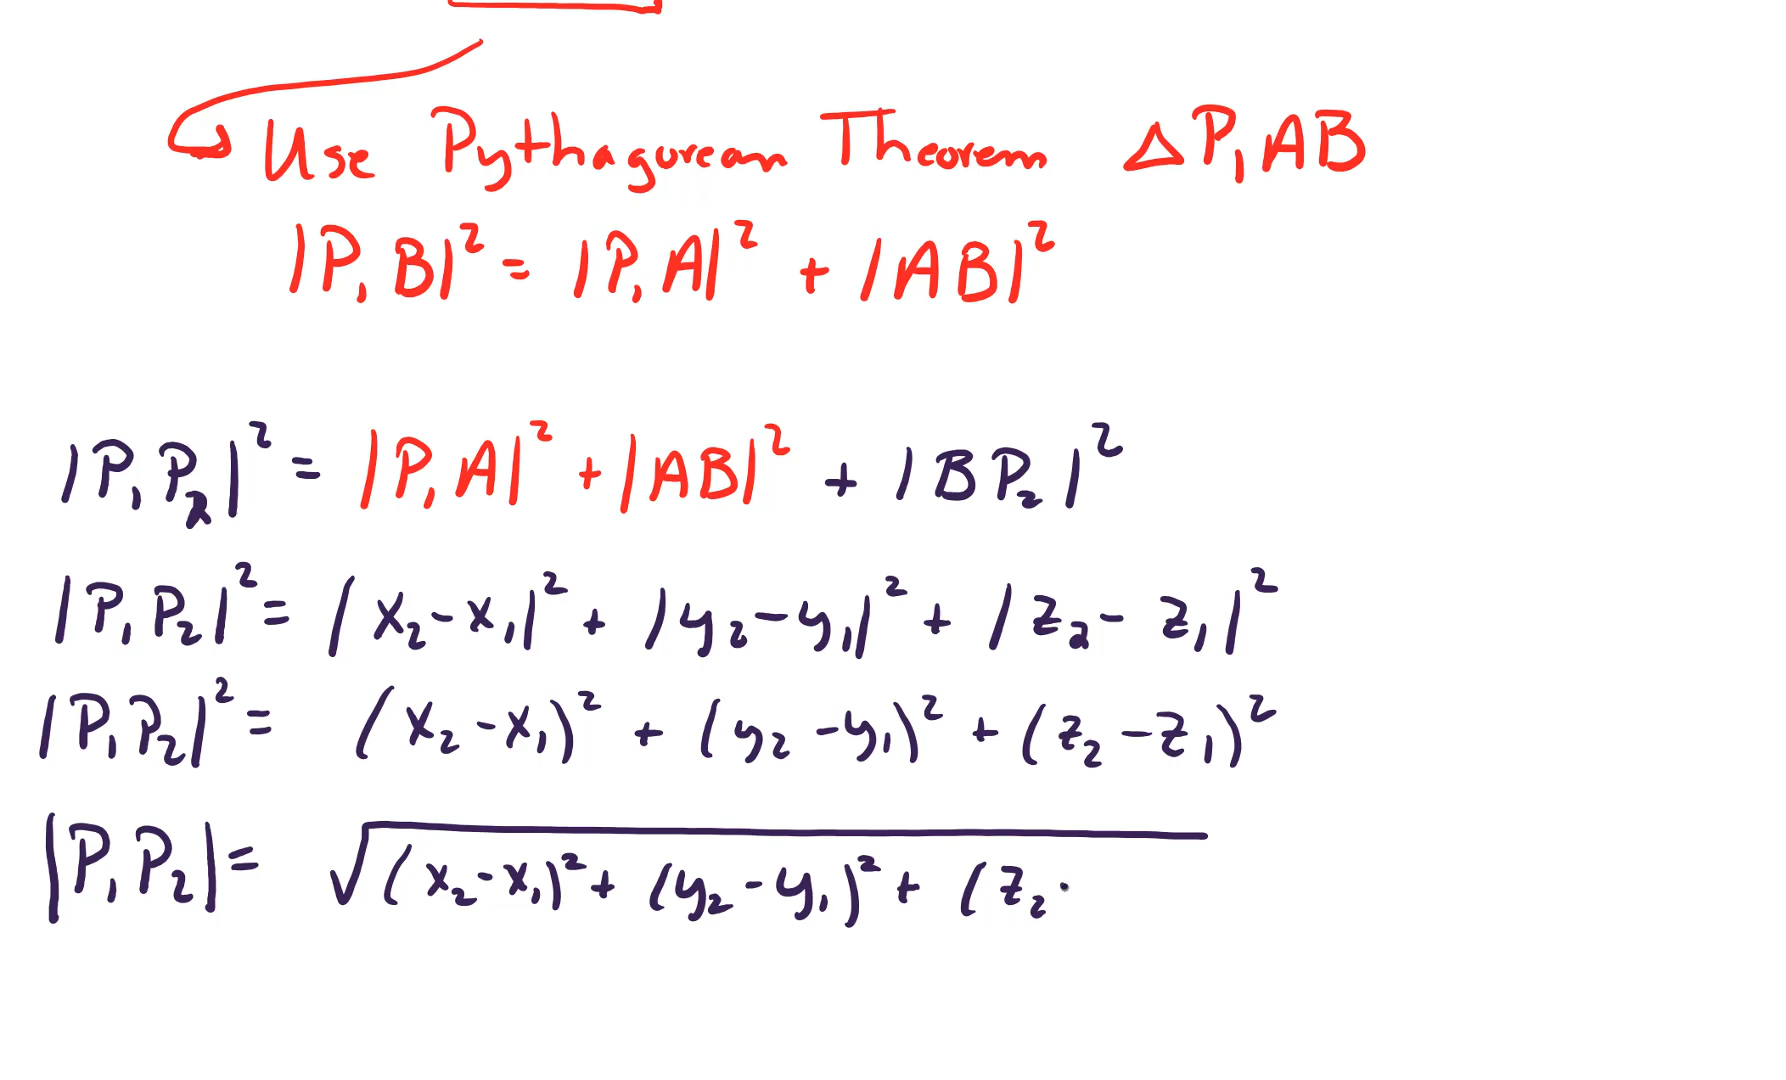 Use Pythagorean Theorem △P₁AB
|P₁B|² = |P₁A|² + |AB|²
|P₁P₂|² = |P₁A|² + |AB|² + |BP₂|²
|P₁P₂|² = |x₂-x₁|² + |y₂-y₁|² + |z₂-z₁|²
|P₁P₂|² = (x₂-x₁)² + (y₂-y₁)² + (z₂-z₁)²
|P₁P₂| = √(x₂-x₁)² + (y₂-y₁)² + (z₂ ·